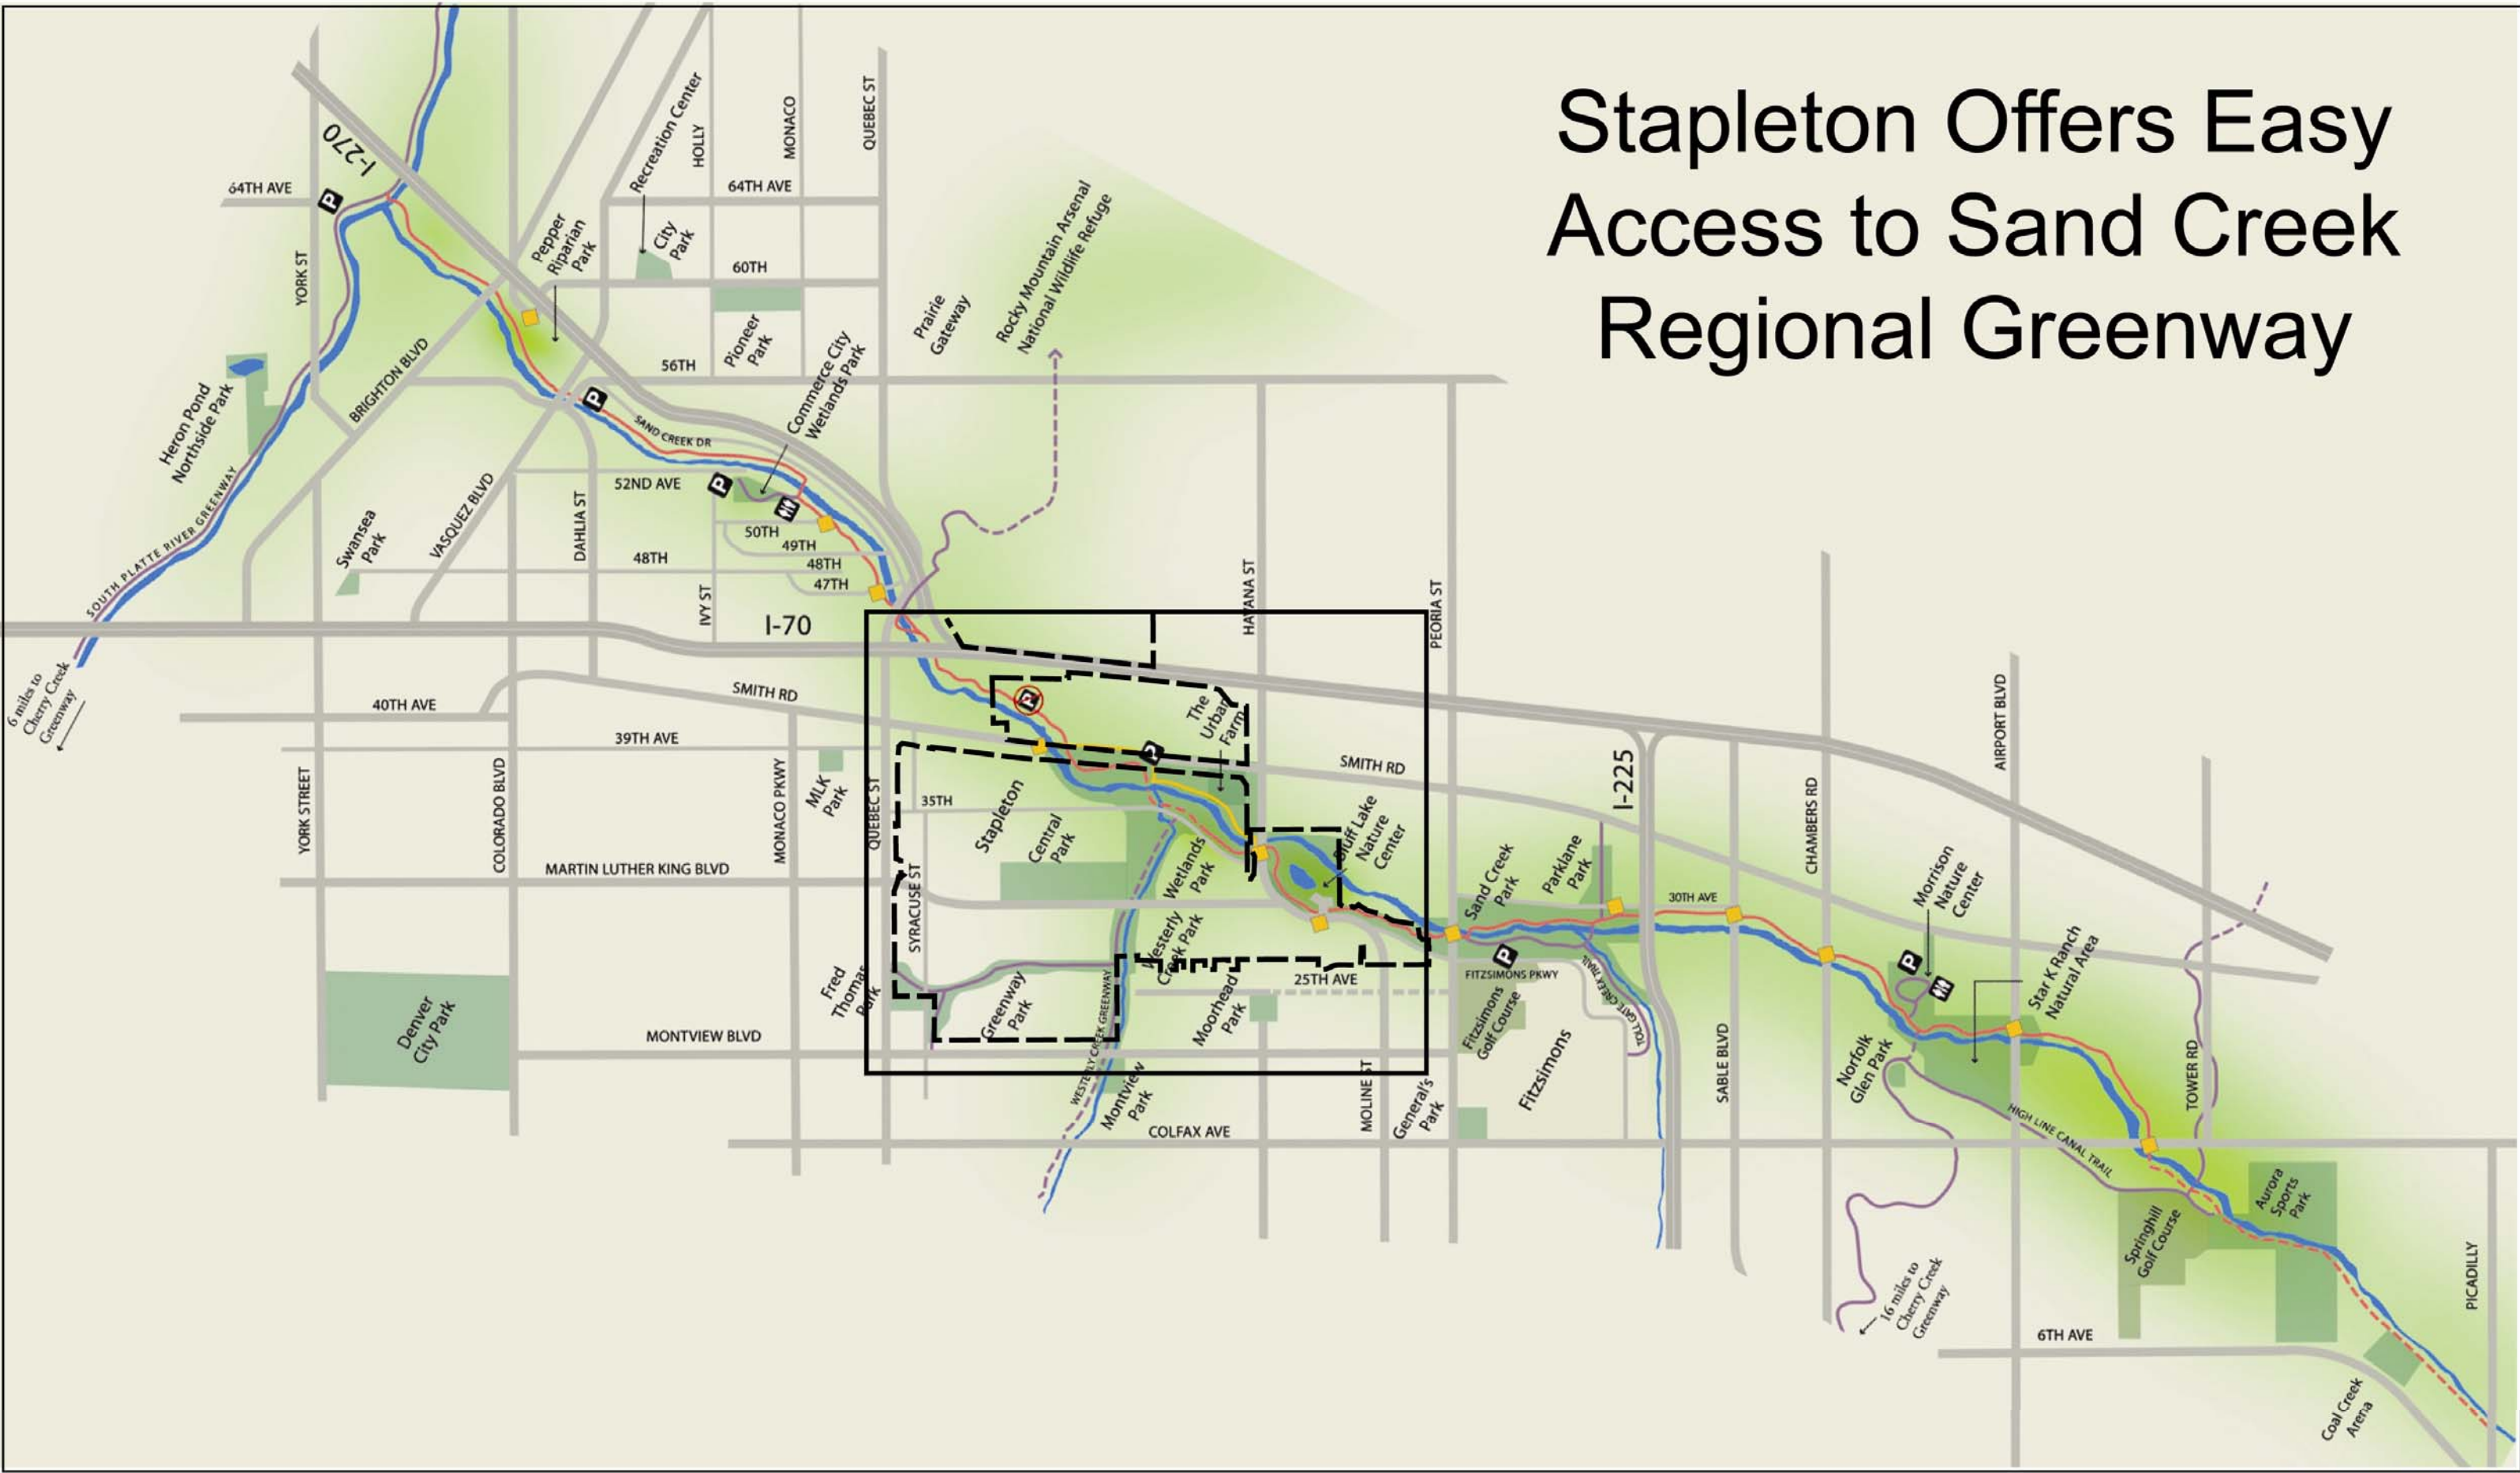 Stapleton Offers Easy
Access to Sand Creek
Regional Greenway
I-270
64TH AVE
P
YORK ST
Recreation Center
HOLLY
MONACO
QUEBEC ST
64TH AVE
Pepper
Riparian
Park
City
Park
60TH
Pioneer
Park
56TH
Prairie
Gateway
Rocky Mountain Arsenal
National Wildlife Refuge
Commerce City
Wetlands Park
BRIGHTON BLVD
Heron Pond
Northside Park
P
SAND CREEK DR
52ND AVE
P
SOUTH PLATTE RIVER GREENWAY
Swansea
Park
VASQUEZ BLVD
DAHLIA ST
50TH
49TH
48TH
48TH
47TH
IVY ST
I-70
HAVANA ST
PEORIA ST
6 miles to
Cherry Creek
Greenway
40TH AVE
SMITH RD
39TH AVE
P
The
Urban
Farm
P
SMITH RD
I-225
AIRPORT BLVD
YORK STREET
COLORADO BLVD
MONACO PKWY
MLK
Park
QUEBEC ST
35TH
Stapleton
Central
Park
Bluff Lake
Nature
Center
CHAMBERS RD
MARTIN LUTHER KING BLVD
SYRACUSE ST
Wetlands
Park
Westerly
Creek Park
Sand Creek
Park
Parklane
Park
30TH AVE
Morrison
Nature
Center
P
Star K Ranch
Natural Area
Denver
City Park
Fred
Thomas
Park
Greenway
Park
WESTERLY CREEK GREENWAY
Moorhead
Park
25TH AVE
P
FITZSIMONS PKWY
Fitzsimons
Golf Course
TOLLGATE CREEK TRAIL
MONTVIEW BLVD
Montview
Park
MOLINE ST
General's
Park
Fitzsimons
SABLE BLVD
Norfolk
Glen Park
TOWER RD
HIGH LINE CANAL TRAIL
COLFAX AVE
Springhill
Golf Course
Aurora
Sports
Park
16 miles to
Cherry Creek
Greenway
PICADILLY
6TH AVE
Coal Creek
Arena